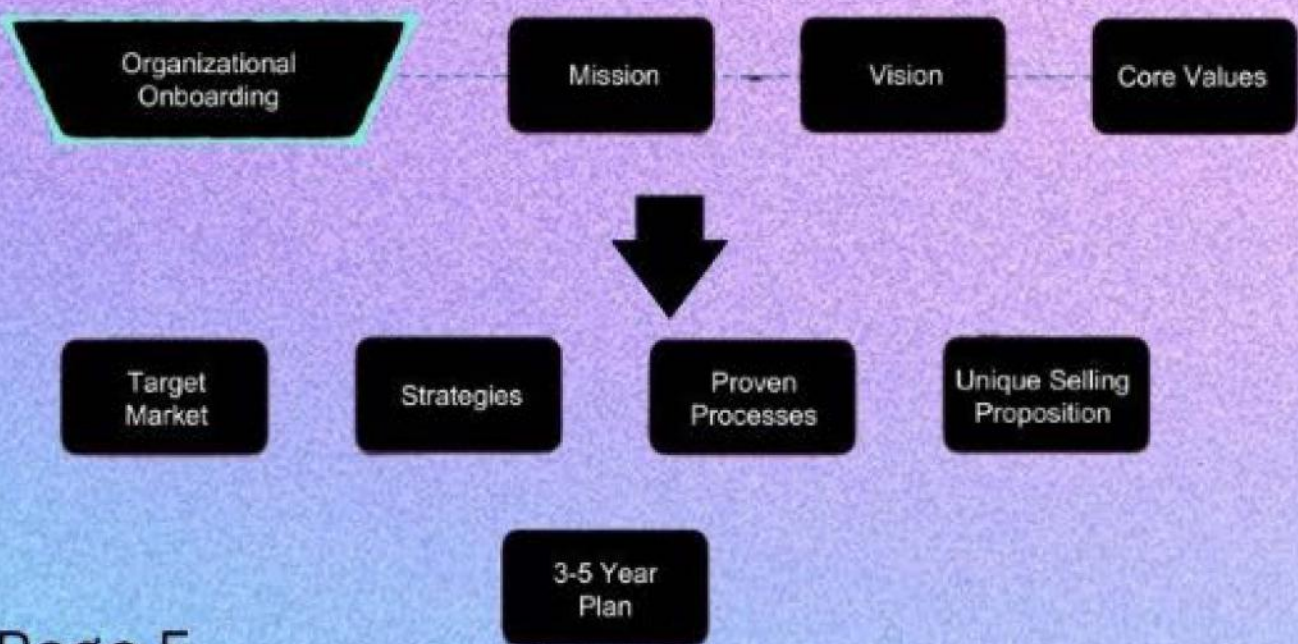 Organizational
Onboarding
Mission
Vision
Core Values
Target
Market
Strategies
Proven
Processes
Unique Selling
Proposition
3-5 Year
Plan
Page 5